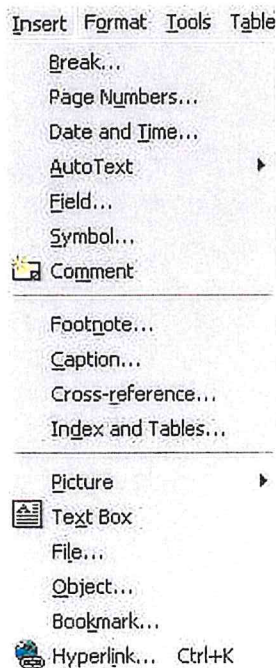 Insert Format Tools Table
Break...
Page Numbers...
Date and Time...
AutoText
Field...
Symbol...
Comment
Footnote...
Caption...
Cross-reference...
Index and Tables...
Picture
Text Box
File...
Object...
Bookmark...
Hyperlink... Ctrl+K